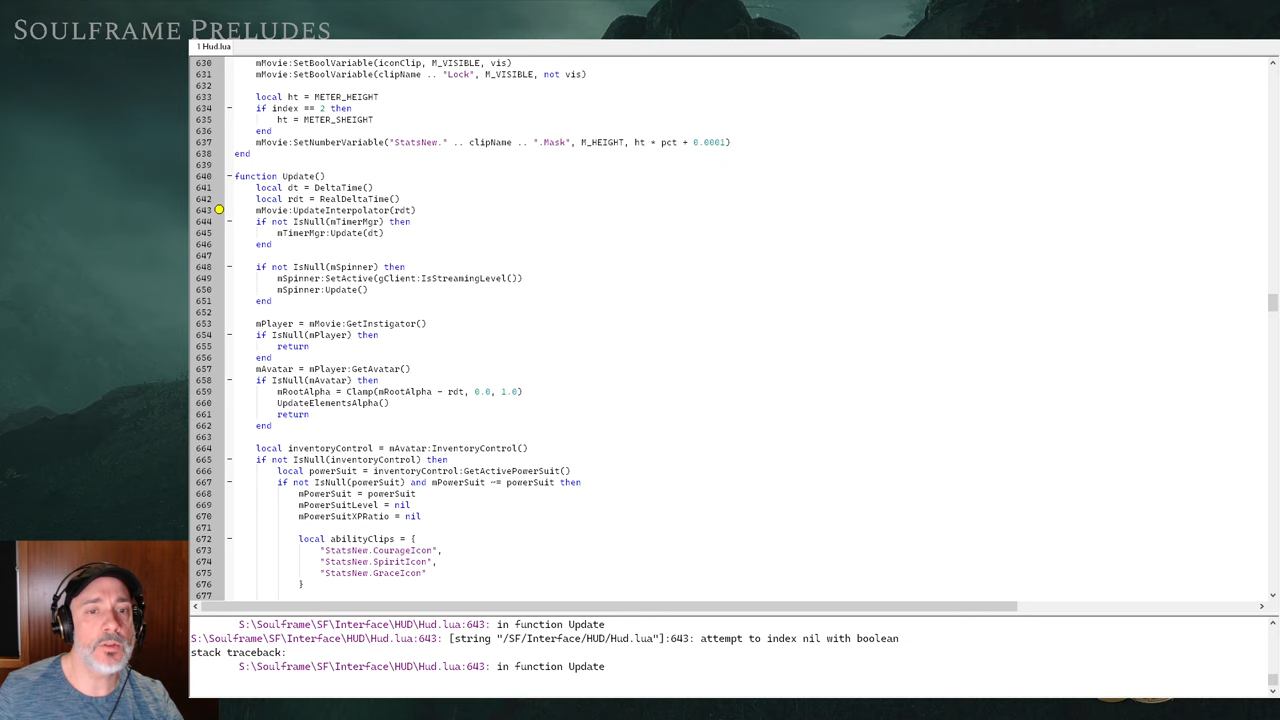 SOULFRAME PRELUDES
1 Hud.lua
630 mMovie:SetBoolVariable(iconClip, M_VISIBLE, vis)
631 mMovie:SetBoolVariable(clipName .. "Lock", M_VISIBLE, not vis)
632
633 local ht = METER_HEIGHT
634 if index == 2 then
635 ht = METER_SHEIGHT
636 end
637 mMovie:SetNumberVariable("StatsNew." .. clipName .. ".Mask", M_HEIGHT, ht * pct + 0.0001)
638 end
639
640 function Update()
641 local dt = DeltaTime()
642 local rdt = RealDeltaTime()
643 mMovie:UpdateInterpolator(rdt)
644 if not IsNull(mTimerMgr) then
645 mTimerMgr:Update(dt)
646 end
647
648 if not IsNull(mSpinner) then
649 mSpinner:SetActive(gClient:IsStreamingLevel())
650 mSpinner:Update()
651 end
652
653 mPlayer = mMovie:GetInstigator()
654 if IsNull(mPlayer) then
655 return
656 end
657 mAvatar = mPlayer:GetAvatar()
658 if IsNull(mAvatar) then
659 mRootAlpha = Clamp(mRootAlpha - rdt, 0.0, 1.0)
660 UpdateElementsAlpha()
661 return
662 end
663
664 local inventoryControl = mAvatar:InventoryControl()
665 if not IsNull(inventoryControl) then
666 local powerSuit = inventoryControl:GetActivePowerSuit()
667 if not IsNull(powerSuit) and mPowerSuit ~= powerSuit then
668 mPowerSuit = powerSuit
669 mPowerSuitLevel = nil
670 mPowerSuitXPRatio = nil
671
672 local abilityClips = {
673 "StatsNew.CourageIcon",
674 "StatsNew.SpiritIcon",
675 "StatsNew.GraceIcon"
676 }
677
S:\Soulframe\SF\Interface\HUD\Hud.lua:643: in function Update
S:\Soulframe\SF\Interface\HUD\Hud.lua:643: [string "/SF/Interface/HUD/Hud.lua"]:643: attempt to index nil with boolean
stack traceback:
S:\Soulframe\SF\Interface\HUD\Hud.lua:643: in function Update